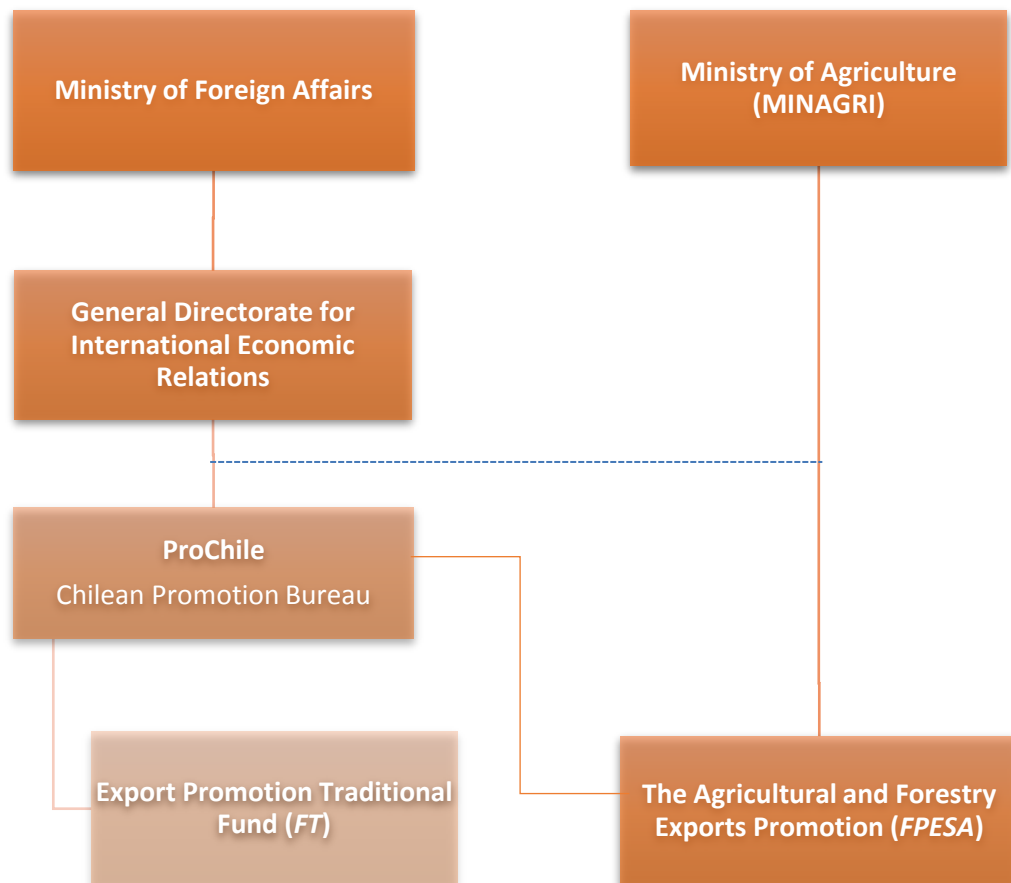 Ministry of Foreign Affairs
Ministry of Agriculture
(MINAGRI)
General Directorate for
International Economic
Relations
ProChile
Chilean Promotion Bureau
Export Promotion Traditional
Fund (FT)
The Agricultural and Forestry
Exports Promotion (FPESA)